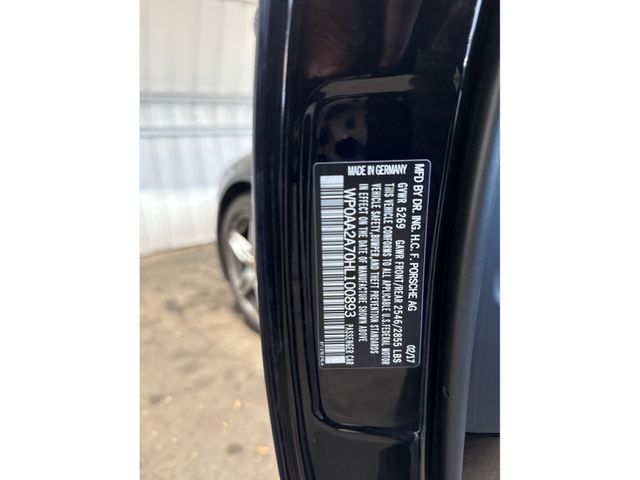 MFD BY DR. ING. H.C. F. PORSCHE AG
02/17
GVWR 5269 GAWR FRONT/REAR 2546/2855 LBS
THIS VEHICLE CONFORMS TO ALL APPLICABLE U.S.FEDERAL MOTOR
VEHICLE SAFETY,BUMPER,AND THEFT PREVENTION STANDARDS
IN EFFECT ON THE DATE OF MANUFACTURE SHOWN ABOVE
WP0AA2A70HL100893 PASSENGER CAR
MADE IN GERMANY